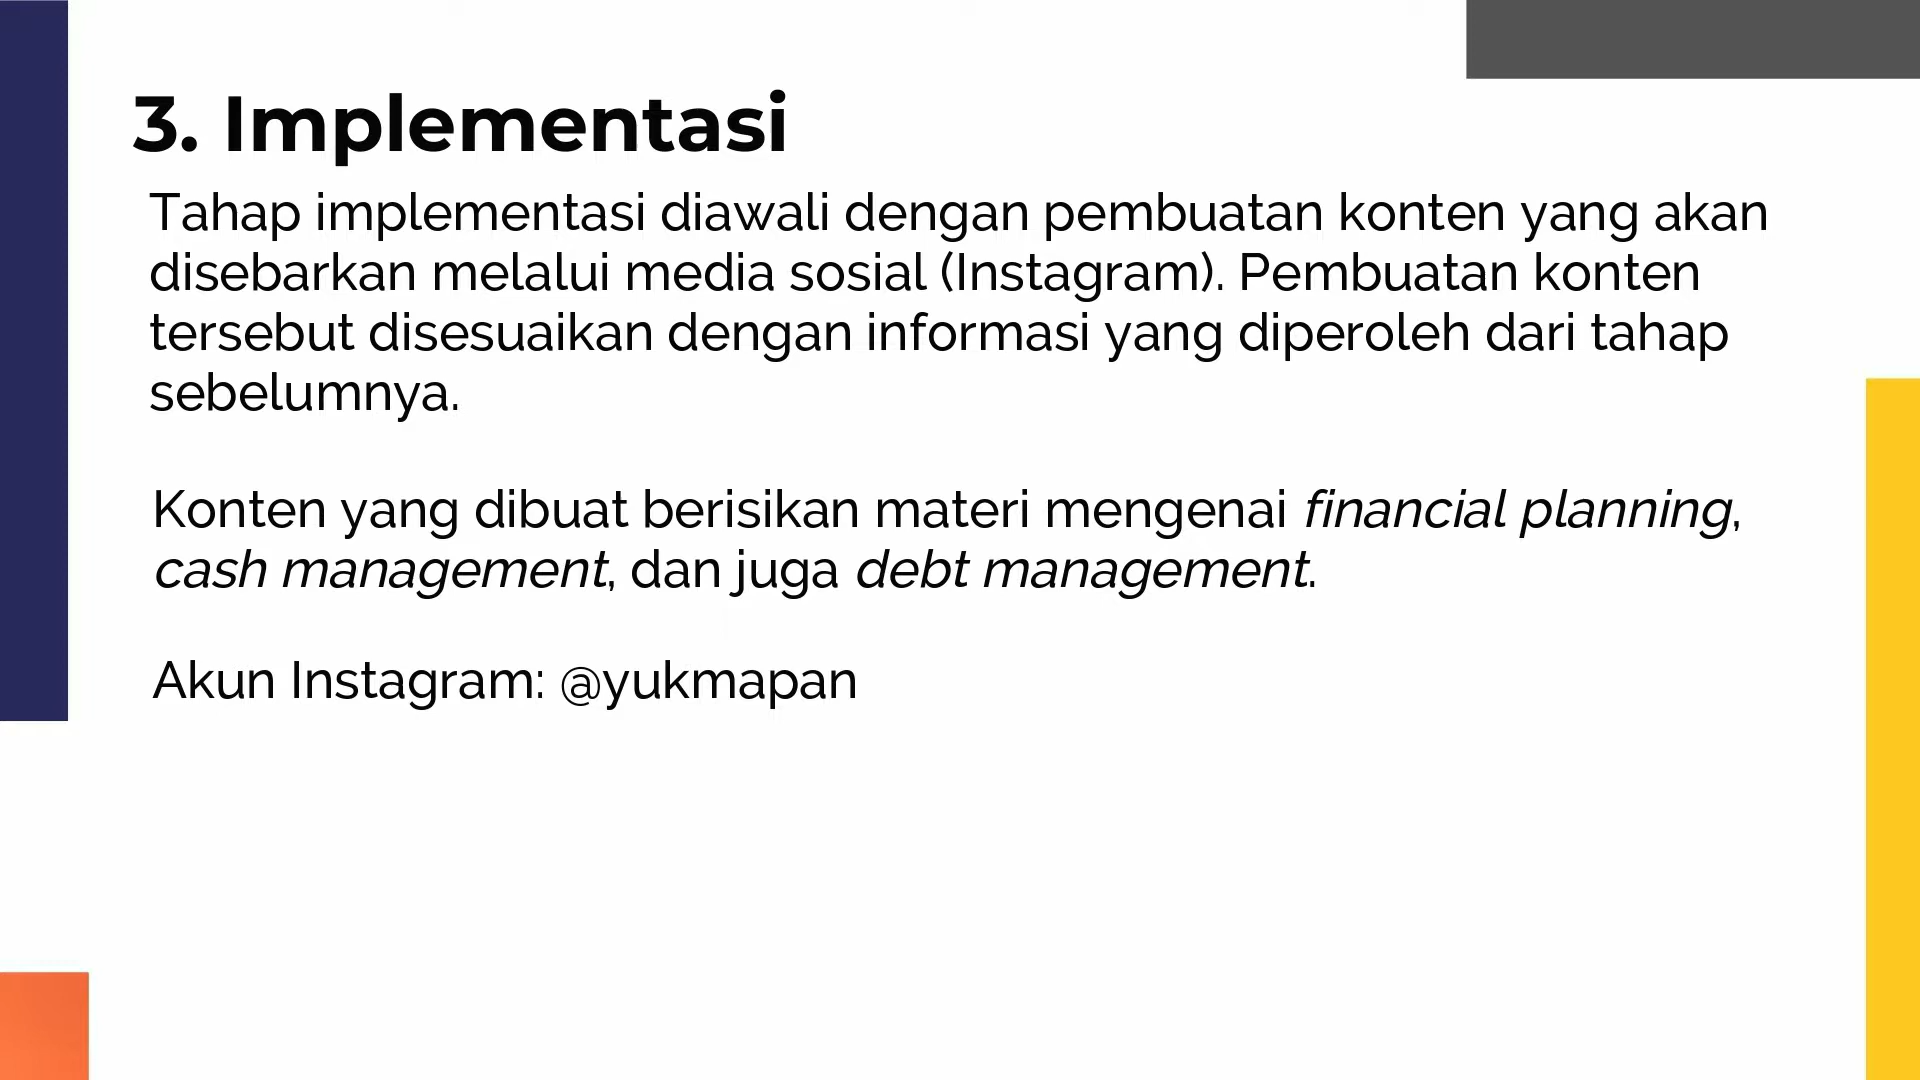 3. Implementasi
Tahap implementasi diawali dengan pembuatan konten yang akan
disebarkan melalui media sosial (Instagram). Pembuatan konten
tersebut disesuaikan dengan informasi yang diperoleh dari tahap
sebelumnya.
Konten yang dibuat berisikan materi mengenai financial planning,
cash management, dan juga debt management.
Akun Instagram: @yukmapan